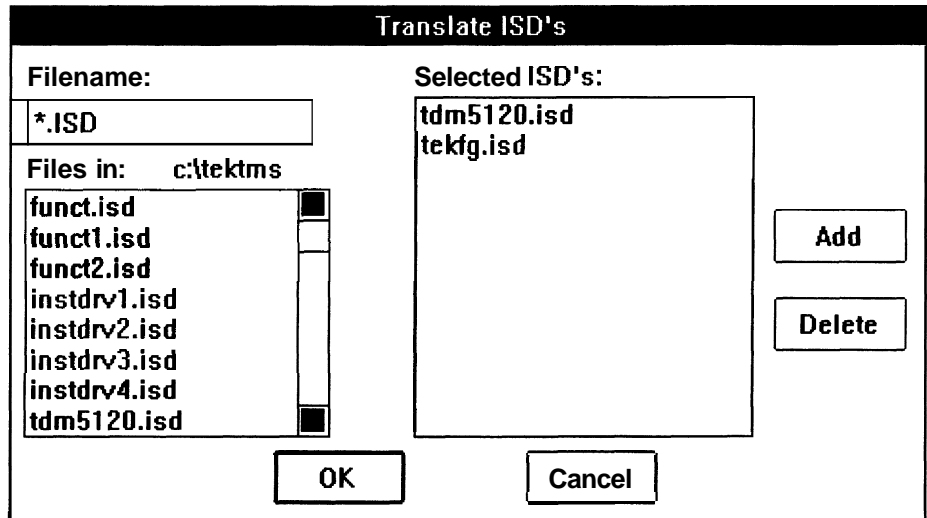 Translate ISD's
Filename:
*.ISD
Files in: c:\tektms
funct.isd
funct1.isd
funct2.isd
instdrv1.isd
instdrv2.isd
instdrv3.isd
instdrv4.isd
tdm5120.isd
Selected ISD's:
tdm5120.isd
tekfg.isd
Add
Delete
OK
Cancel